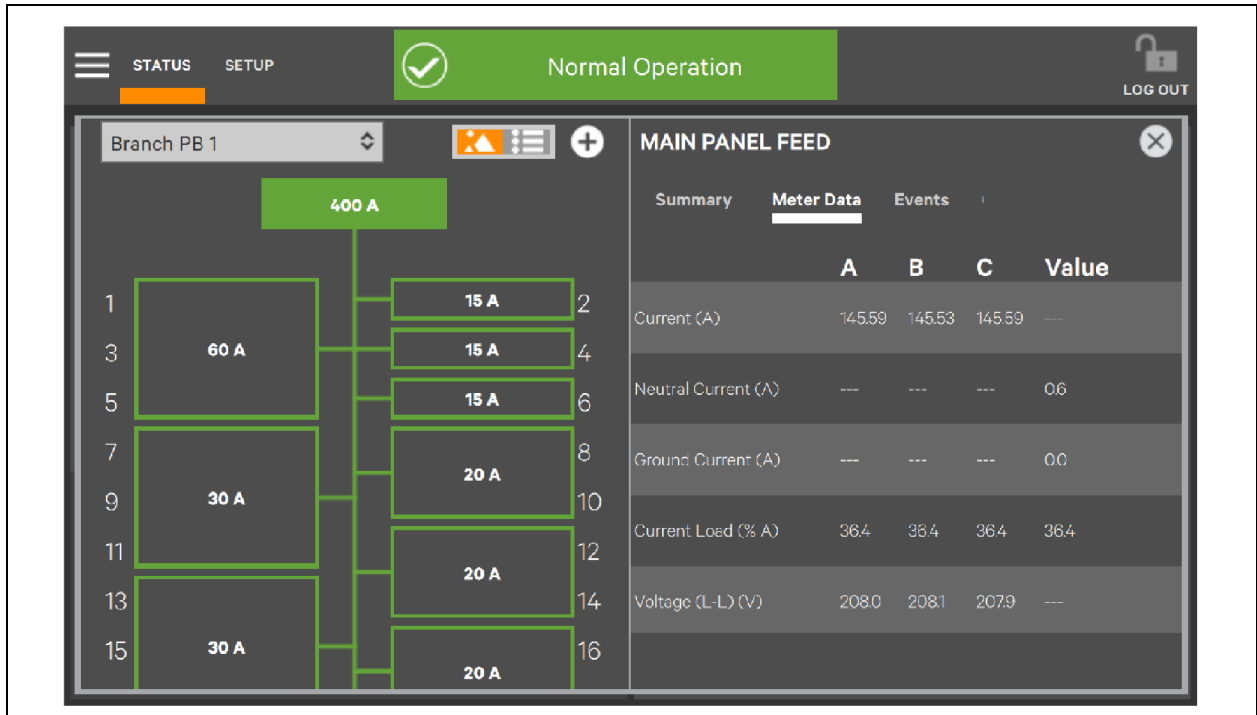 STATUS SETUP Normal Operation LOG OUT
Branch PB 1
400 A
1 15 A 2
3 60 A 15 A 4
5 15 A 6
7 8
20 A
9 30 A 10
11 12
20 A
13 14
15 30 A 16
20 A
MAIN PANEL FEED
Summary Meter Data Events
A B C Value
Current (A) 145.59 145.53 145.59 ---
Neutral Current (A) --- --- --- 0.6
Ground Current (A) --- --- --- 0.0
Current Load (% A) 36.4 36.4 36.4 36.4
Voltage (L-L) (V) 208.0 208.1 207.9 ---